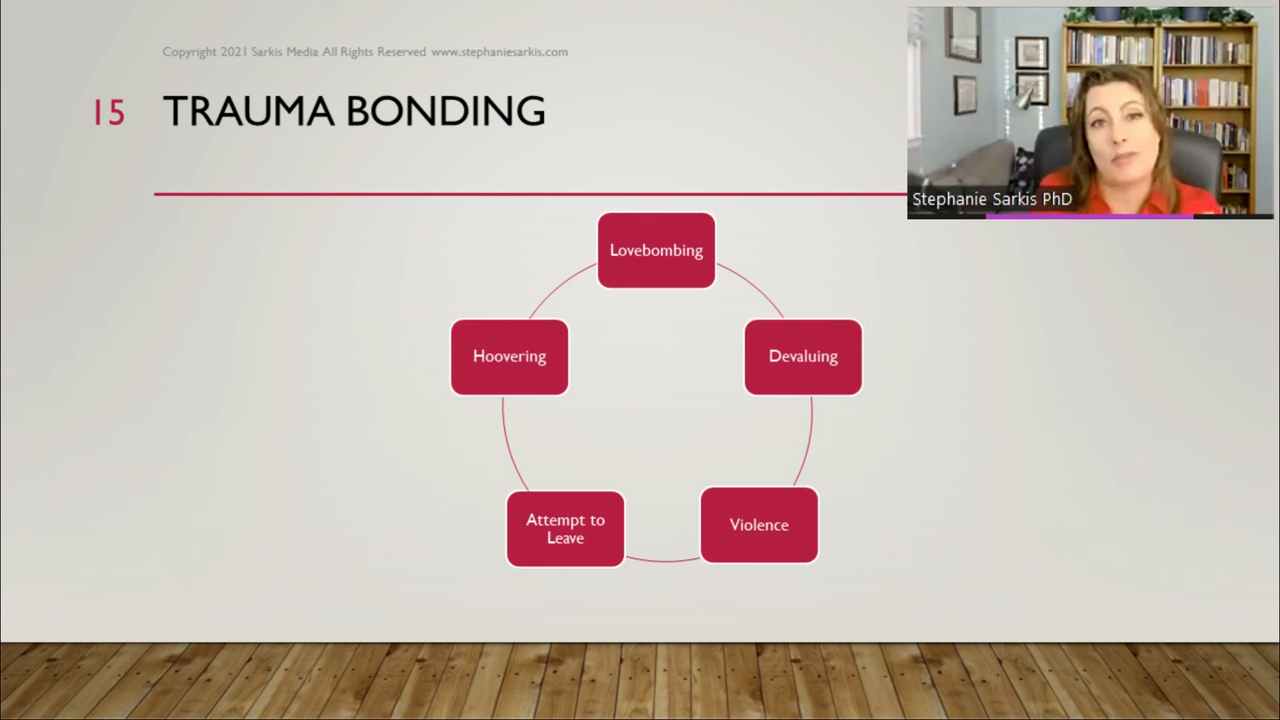 Copyright 2021 Sarkis Media All Rights Reserved www.stephaniesarkis.com
15 TRAUMA BONDING
Stephanie Sarkis PhD
Lovebombing
Hoovering
Devaluing
Attempt to
Leave
Violence